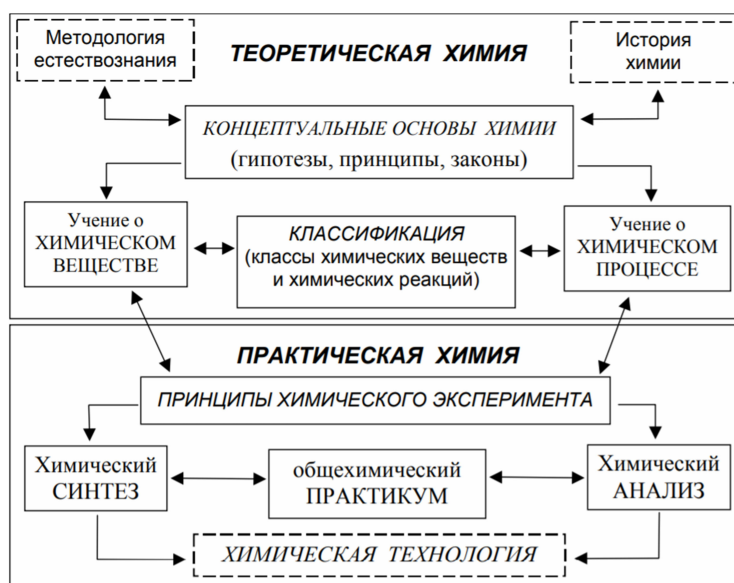 Методология
естествознания
ТЕОРЕТИЧЕСКАЯ ХИМИЯ
История
химии
КОНЦЕПТУАЛЬНЫЕ ОСНОВЫ ХИМИИ
(гипотезы, принципы, законы)
Учение о
ХИМИЧЕСКОМ
ВЕЩЕСТВЕ
КЛАССИФИКАЦИЯ
(классы химических веществ
и химических реакций)
Учение о
ХИМИЧЕСКОМ
ПРОЦЕССЕ
ПРАКТИЧЕСКАЯ ХИМИЯ
ПРИНЦИПЫ ХИМИЧЕСКОГО ЭКСПЕРИМЕНТА
Химический
СИНТЕЗ
общехимический
ПРАКТИКУМ
Химический
АНАЛИЗ
ХИМИЧЕСКАЯ ТЕХНОЛОГИЯ